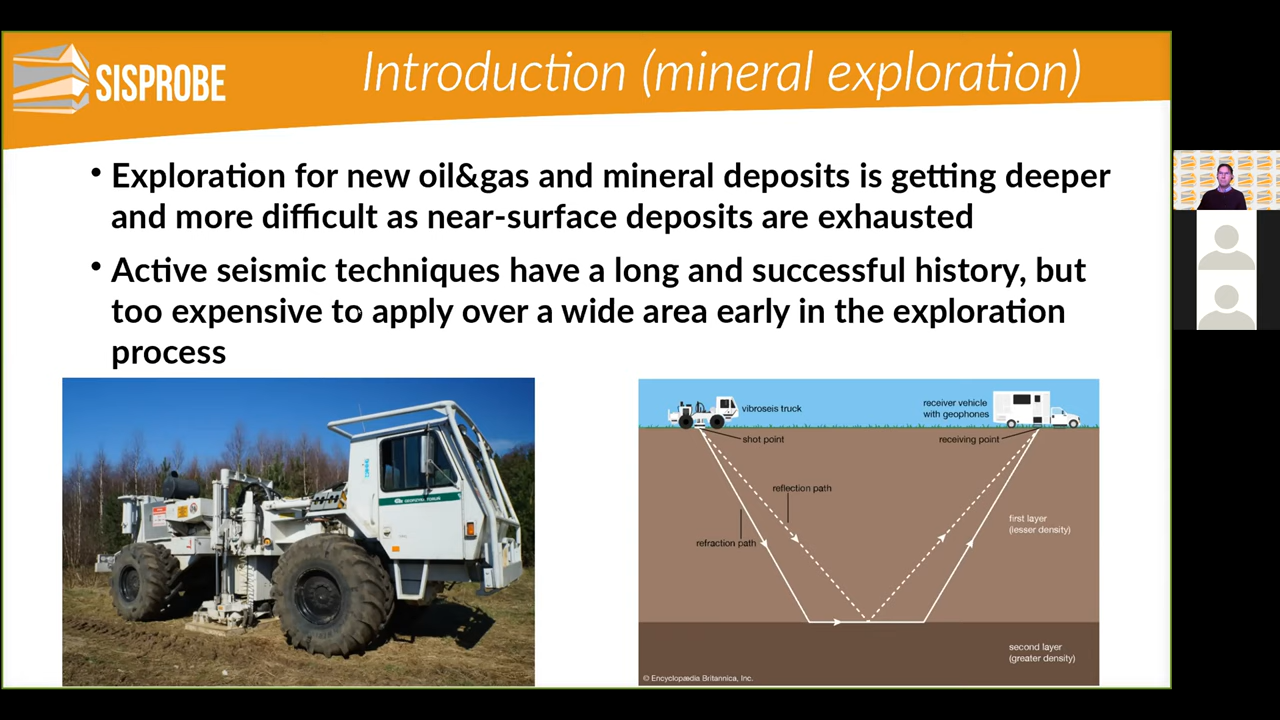 SISPROBE
Introduction (mineral exploration)
• Exploration for new oil&gas and mineral deposits is getting deeper
and more difficult as near-surface deposits are exhausted
• Active seismic techniques have a long and successful history, but
too expensive to apply over a wide area early in the exploration
process
vibroseis truck
receiver vehicle
with geophones
shot point
receiving point
reflection path
refraction path
first layer
(lesser density)
second layer
(greater density)
© Encyclopædia Britannica, Inc.